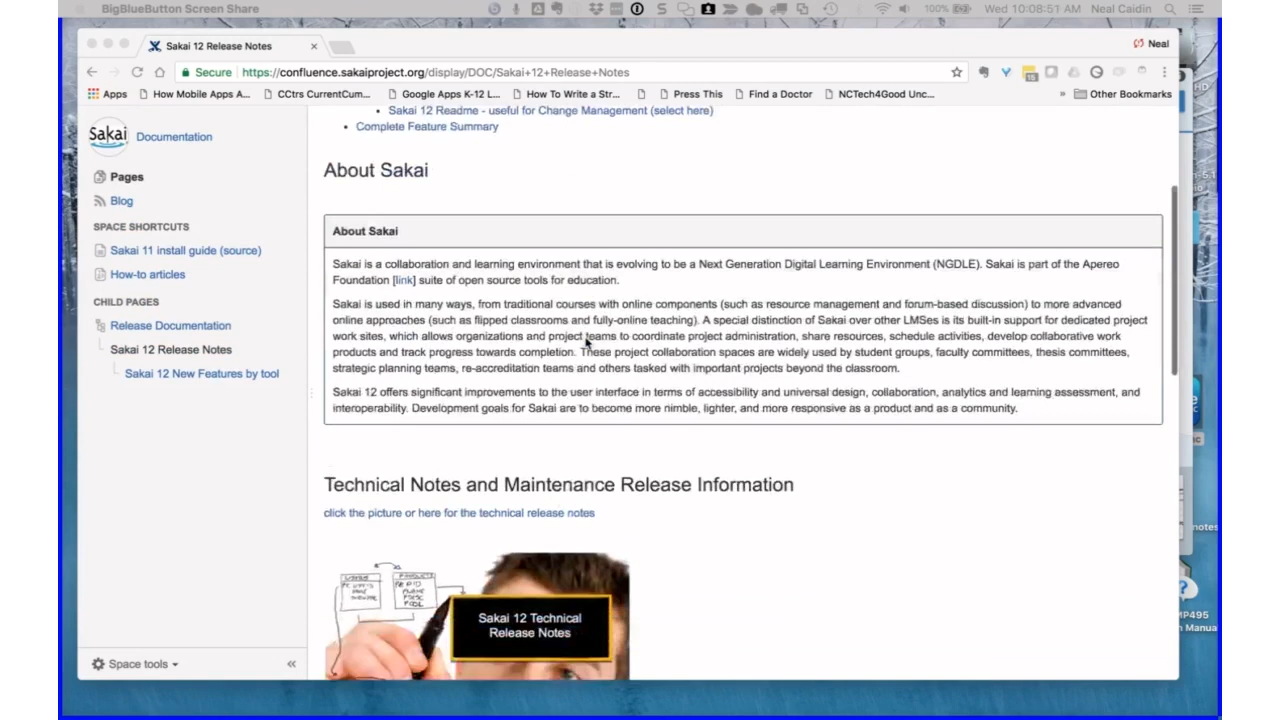 BigBlueButton Screen Share
100%
Wed 10:08:51 AM Neal Caidin
Sakai 12 Release Notes
Neal
Secure https://confluence.sakaiproject.org/display/DOC/Sakai+12+Release+Notes
Apps How Mobile Apps A... CCtrs CurrentCum... Google Apps K-12 L... How To Write a Str... Press This Find a Doctor NCTech4Good Unc... » Other Bookmarks
Sakai 12 Readme - useful for Change Management (select here)
Complete Feature Summary
Sakai Documentation
About Sakai
Pages
Blog
SPACE SHORTCUTS
Sakai 11 install guide (source)
How-to articles
CHILD PAGES
Release Documentation
Sakai 12 Release Notes
Sakai 12 New Features by tool
About Sakai
Sakai is a collaboration and learning environment that is evolving to be a Next Generation Digital Learning Environment (NGDLE). Sakai is part of the Apereo
Foundation [link] suite of open source tools for education.
Sakai is used in many ways, from traditional courses with online components (such as resource management and forum-based discussion) to more advanced
online approaches (such as flipped classrooms and fully-online teaching). A special distinction of Sakai over other LMSes is its built-in support for dedicated project
work sites, which allows organizations and project teams to coordinate project administration, share resources, schedule activities, develop collaborative work
products and track progress towards completion. These project collaboration spaces are widely used by student groups, faculty committees, thesis committees,
strategic planning teams, re-accreditation teams and others tasked with important projects beyond the classroom.
Sakai 12 offers significant improvements to the user interface in terms of accessibility and universal design, collaboration, analytics and learning assessment, and
interoperability. Development goals for Sakai are to become more nimble, lighter, and more responsive as a product and as a community.
Technical Notes and Maintenance Release Information
click the picture or here for the technical release notes
Sakai 12 Technical
Release Notes
Space tools
notes
MP495
Manual